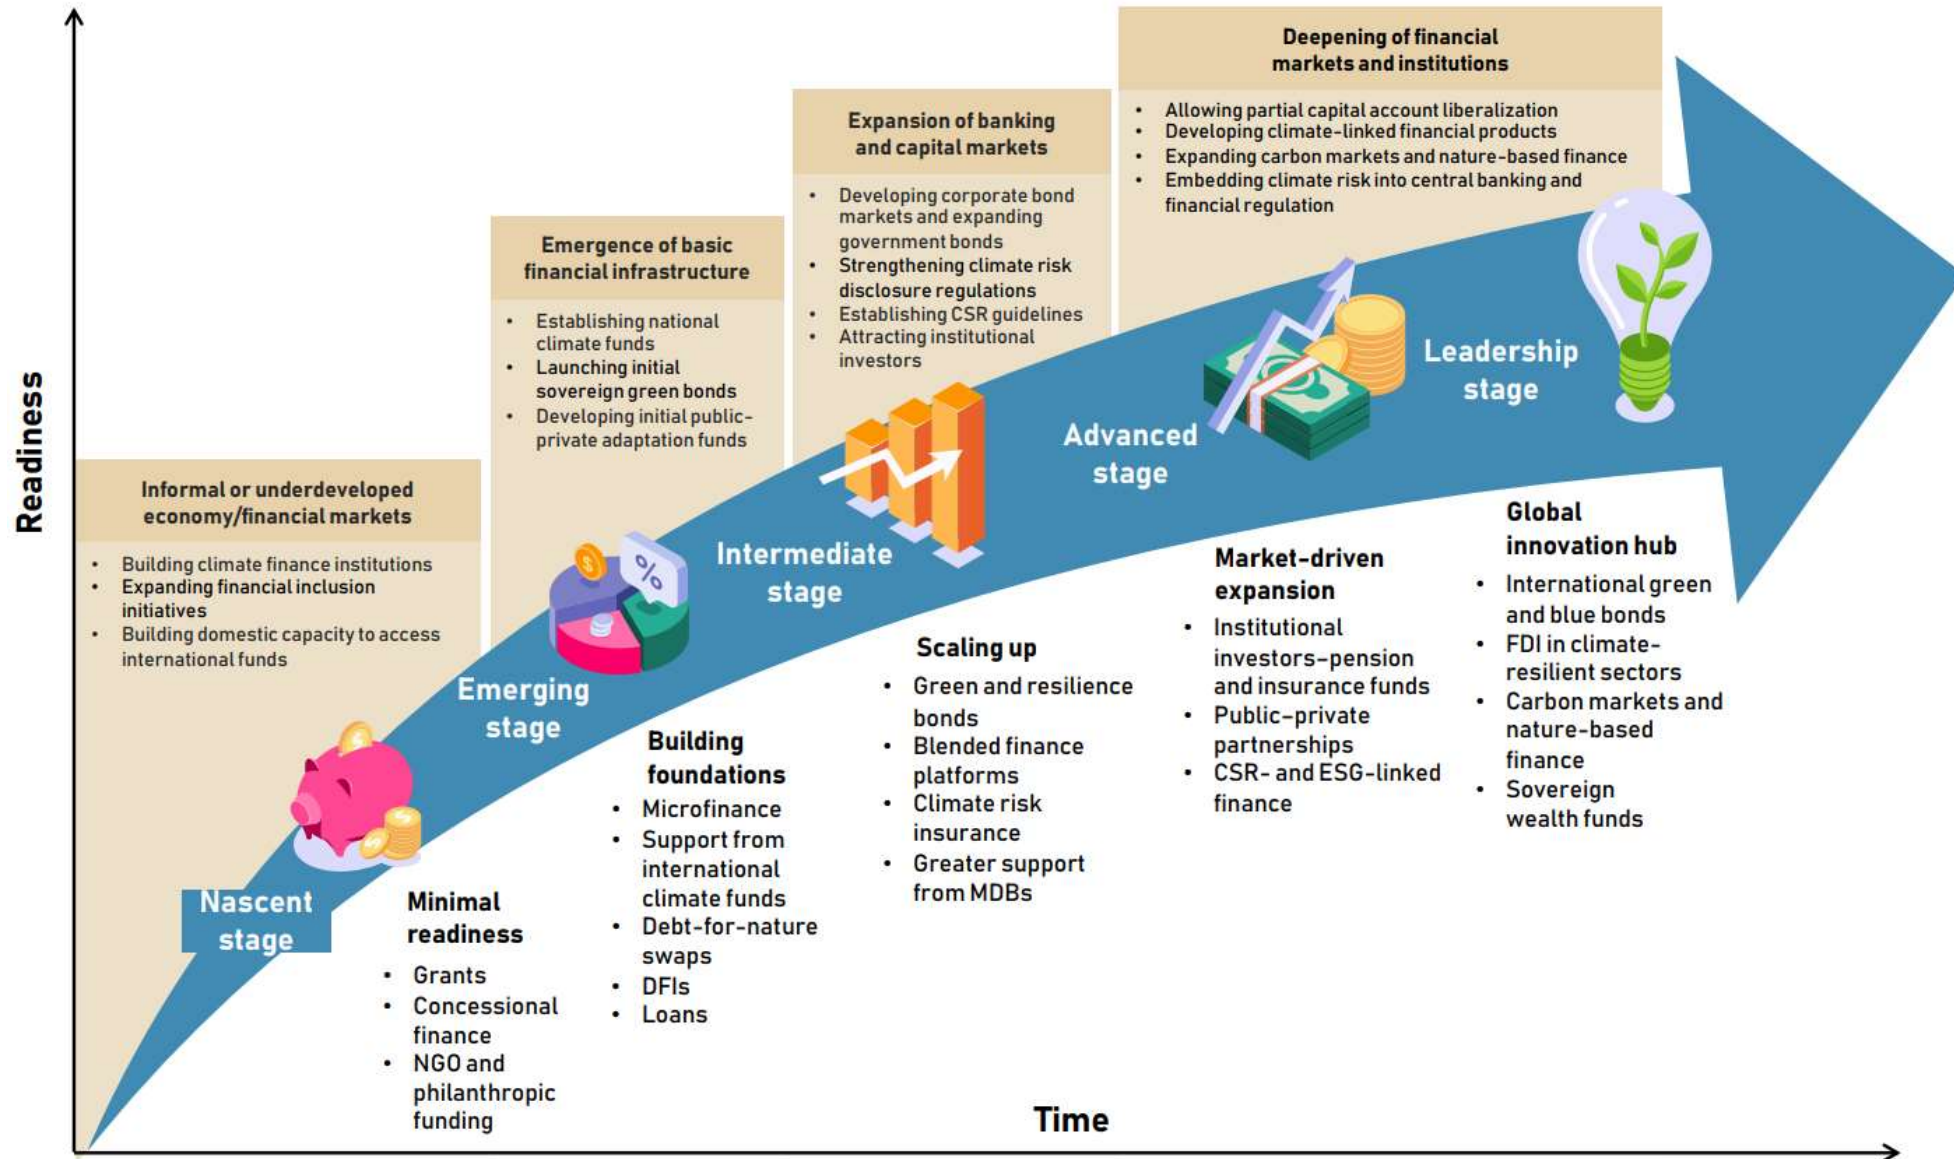 Readiness
Informal or underdeveloped
economy/financial markets
• Building climate finance institutions
• Expanding financial inclusion
initiatives
• Building domestic capacity to access
international funds
Emergence of basic
financial infrastructure
• Establishing national
climate funds
• Launching initial
sovereign green bonds
• Developing initial public-
private adaptation funds
Expansion of banking
and capital markets
• Developing corporate bond
markets and expanding
government bonds
• Strengthening climate risk
disclosure regulations
• Establishing CSR guidelines
• Attracting institutional
investors
Deepening of financial
markets and institutions
• Allowing partial capital account liberalization
• Developing climate-linked financial products
• Expanding carbon markets and nature-based finance
• Embedding climate risk into central banking and
financial regulation
Nascent
stage
Emerging
stage
$
%
Intermediate
stage
Advanced
stage
Leadership
stage
Minimal
readiness
• Grants
• Concessional
finance
• NGO and
philanthropic
funding
Building
foundations
• Microfinance
• Support from
international
climate funds
• Debt-for-nature
swaps
• DFIs
• Loans
Scaling up
• Green and resilience
bonds
• Blended finance
platforms
• Climate risk
insurance
• Greater support
from MDBs
Market-driven
expansion
• Institutional
investors–pension
and insurance funds
• Public–private
partnerships
• CSR- and ESG-linked
finance
Global
innovation hub
• International green
and blue bonds
• FDI in climate-
resilient sectors
• Carbon markets and
nature-based
finance
• Sovereign
wealth funds
Time